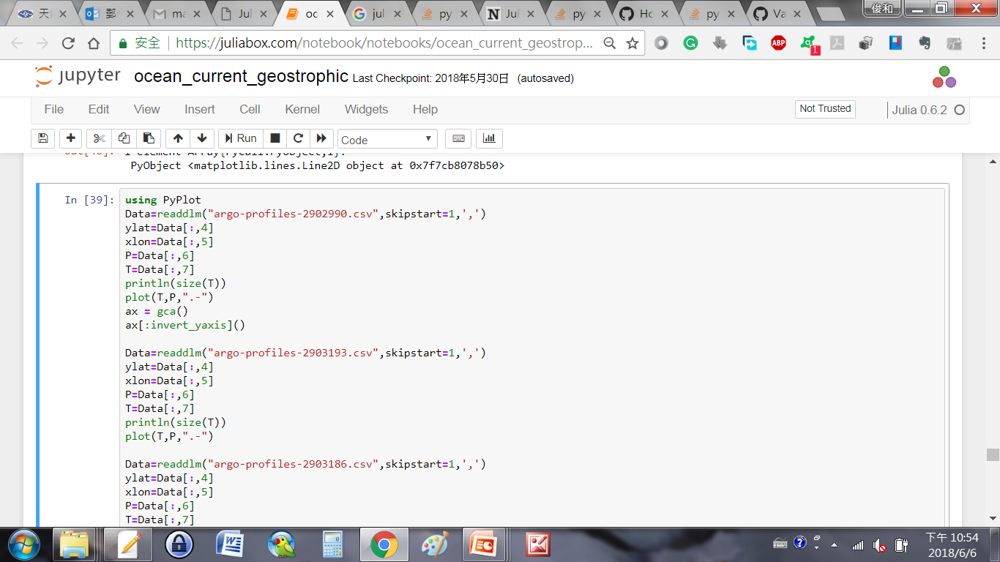 俊和
天
郵
ma
Jul
oc
jul
py
Jul
py
Ho
py
Va
安全
https://juliabox.com/notebook/notebooks/ocean_current_geostrop...
ABP
1
jupyter ocean_current_geostrophic Last Checkpoint: 2018年5月30日 (autosaved)
File Edit View Insert Cell Kernel Widgets Help
Not Trusted
Julia 0.6.2
Run
Code
PyObject <matplotlib.lines.Line2D object at 0x7f7cb8078b50>
In [39]:
using PyPlot
Data=readdlm("argo-profiles-2902990.csv",skipstart=1,',')
ylat=Data[:,4]
xlon=Data[:,5]
P=Data[:,6]
T=Data[:,7]
println(size(T))
plot(T,P,".-")
ax = gca()
ax[:invert_yaxis]()
Data=readdlm("argo-profiles-2903193.csv",skipstart=1,',')
ylat=Data[:,4]
xlon=Data[:,5]
P=Data[:,6]
T=Data[:,7]
println(size(T))
plot(T,P,".-")
Data=readdlm("argo-profiles-2903186.csv",skipstart=1,',')
ylat=Data[:,4]
xlon=Data[:,5]
P=Data[:,6]
T=Data[:,7]
下午 10:54
2018/6/6